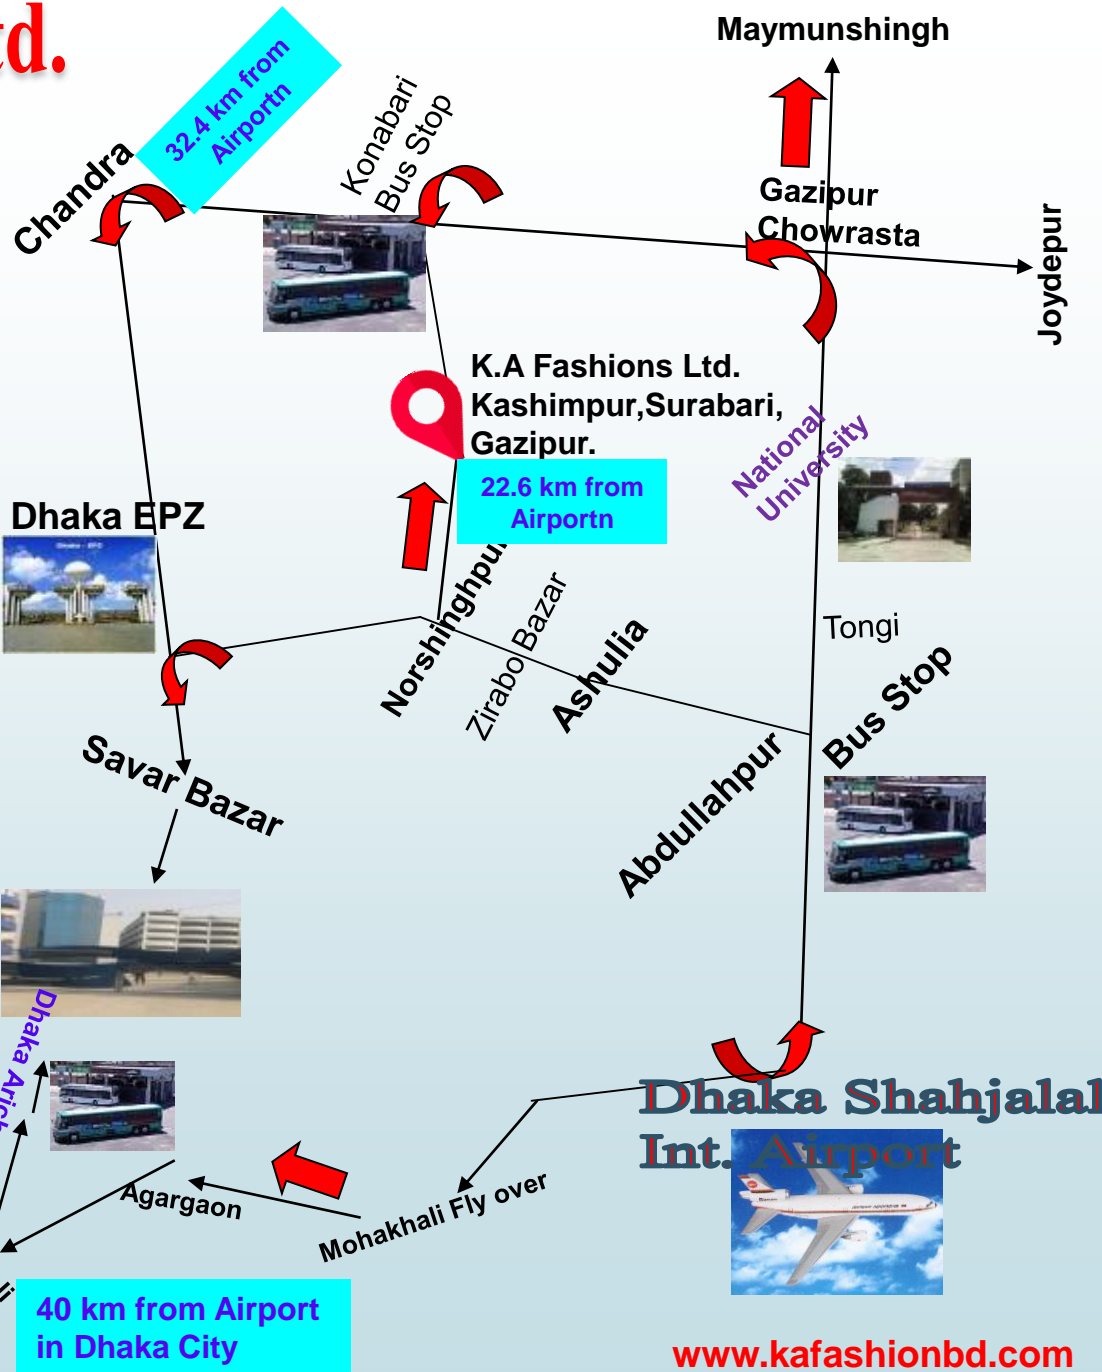 td.
Maymunshingh
32.4 km from
Airportn
Konabari
Bus Stop
Chandra
Gazipur
Chowrasta
Joydepur
K.A Fashions Ltd.
Kashimpur,Surabari,
Gazipur.
22.6 km from
Airportn
National
University
Dhaka EPZ
Norshinghpur
Zirabo Bazar
Ashulia
Tongi
Bus Stop
Abdullahpur
Savar Bazar
Dhaka
Dhaka Shahjalal
Int. Airport
Agargaon
Mohakhali Fly over
40 km from Airport
in Dhaka City
www.kafashionbd.com